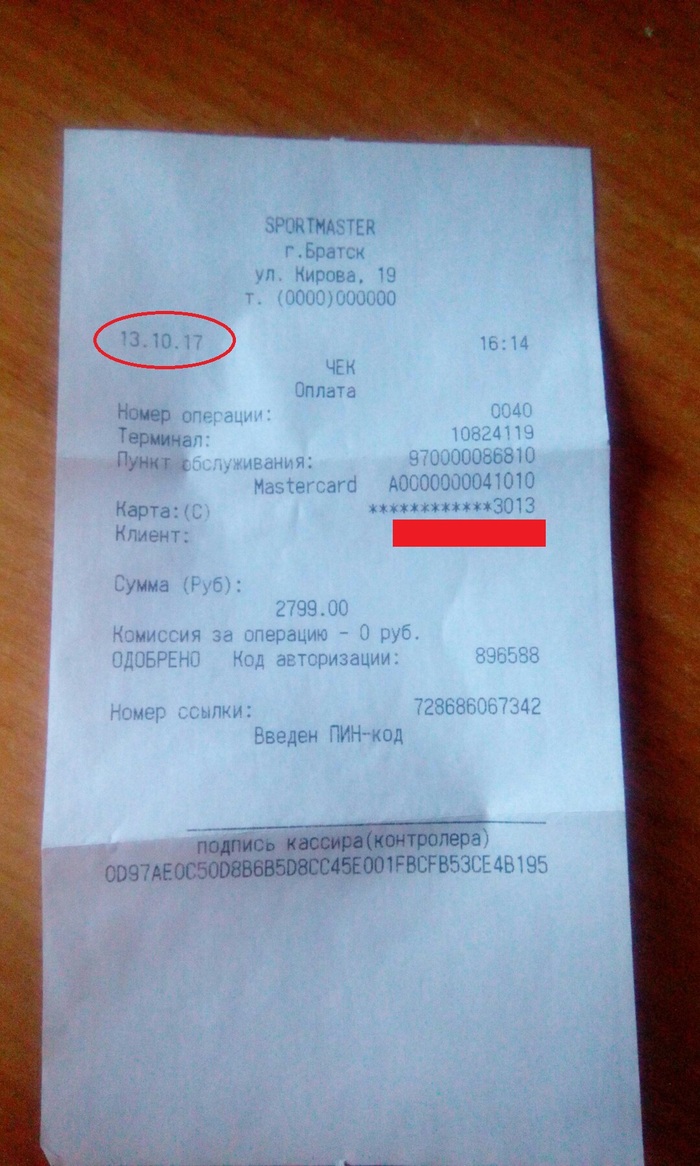 SPORTMASTER
г.Братск
ул. Кирова, 19
т. (0000)000000
13.10.17 16:14
ЧЕК
Оплата
Номер операции: 0040
Терминал: 10824119
Пункт обслуживания: 970000086810
Mastercard A0000000041010
Карта:(C) ************3013
Клиент:
Сумма (Руб):
2799.00
Комиссия за операцию - 0 руб.
ОДОБРЕНО Код авторизации: 896588
Номер ссылки: 728686067342
Введен ПИН-код
подпись кассира(контролера)
0D97AE0C50D8B6B5D8CC45E001FBCFB53CE4B195